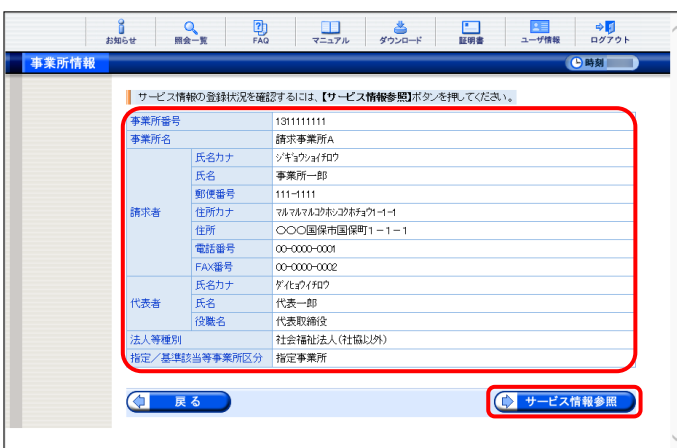 お知らせ 照会一覧 FAQ マニュアル ダウンロード 証明書 ユーザ情報 ログアウト
事業所情報 時刻
サービス情報の登録状況を確認するには、【サービス情報参照】ボタンを押してください。
事業所番号 1311111111
事業所名 請求事業所A
請求者
氏名カナ ジギョウショイチロウ
氏名 事業所一郎
郵便番号 111-1111
住所カナ マルマルマルコクホシコクホチョウ1-1-1
住所 〇〇〇国保市国保町1-1-1
電話番号 00-0000-0001
FAX番号 00-0000-0002
代表者
氏名カナ ダイヒョウイチロウ
氏名 代表一郎
役職名 代表取締役
法人等種別 社会福祉法人(社協以外)
指定/基準該当等事業所区分 指定事業所
戻る サービス情報参照